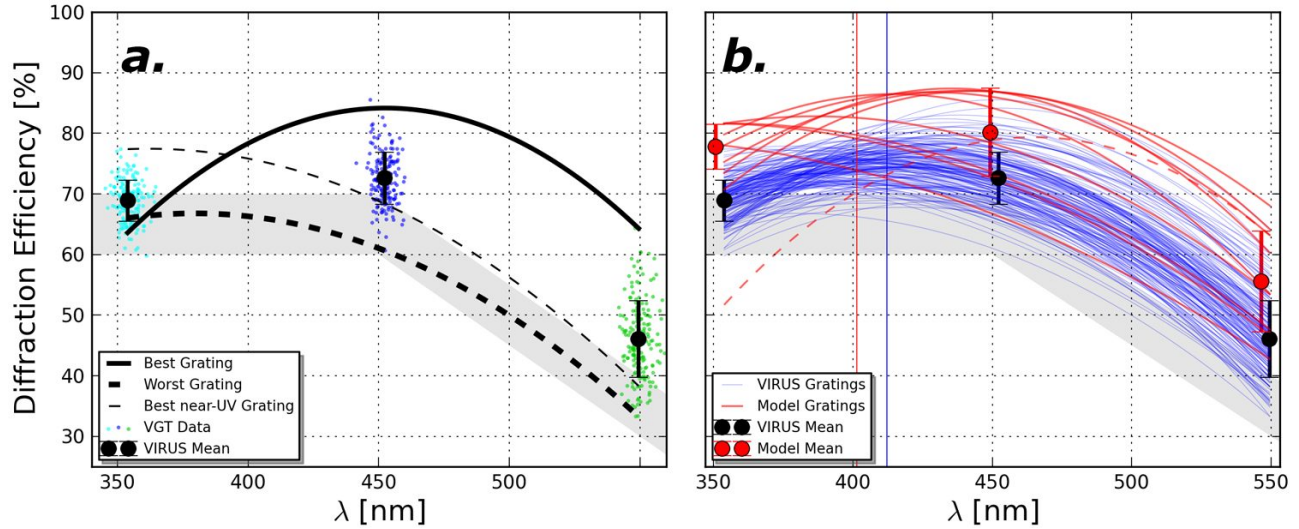 Diffraction Efficiency [%]
100
90
80
70
60
50
40
30
a.
Best Grating
Worst Grating
Best near-UV Grating
VGT Data
VIRUS Mean
350
400
450
500
λ [nm]
b.
VIRUS Gratings
Model Gratings
VIRUS Mean
Model Mean
350
400
450
500
550
λ [nm]